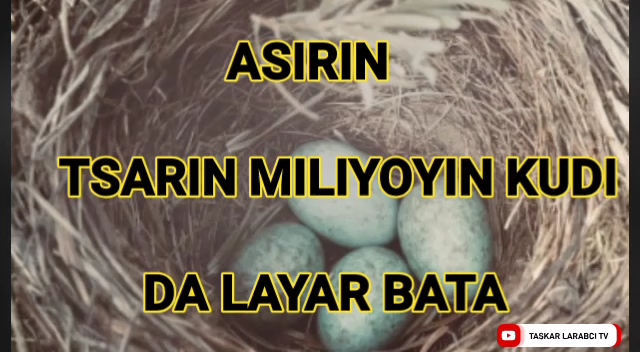 ASIRIN
TSARIN MILIYOYIN KUDI
DA LAYAR BATA
TASKAR LARABCI TV